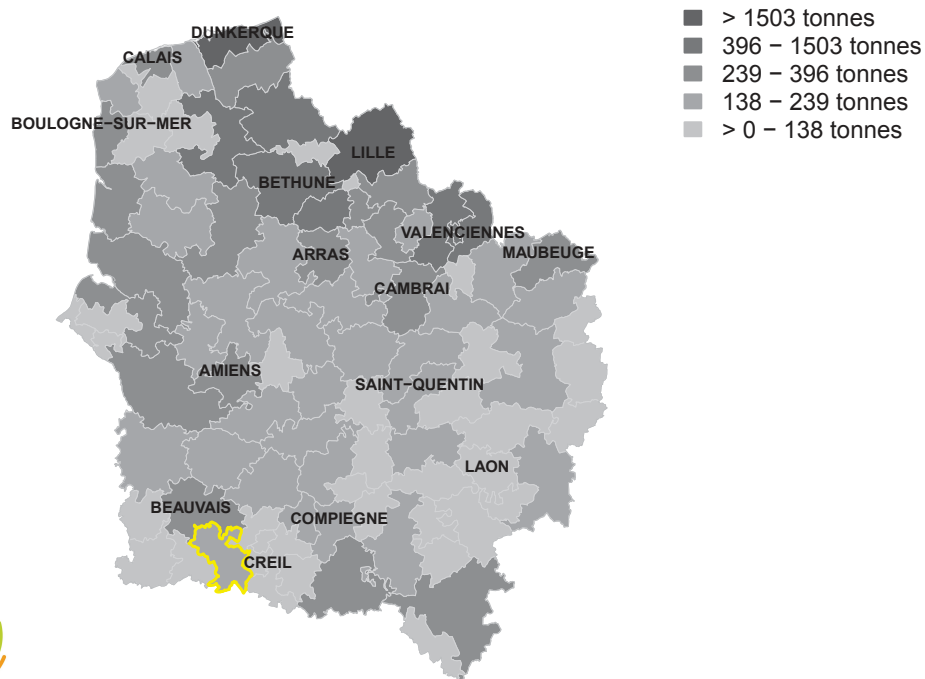 > 1503 tonnes
396 − 1503 tonnes
239 − 396 tonnes
138 − 239 tonnes
> 0 − 138 tonnes
DUNKERQUE
CALAIS
BOULOGNE−SUR−MER
LILLE
BETHUNE
VALENCIENNES
MAUBEUGE
ARRAS
CAMBRAI
AMIENS
SAINT−QUENTIN
LAON
BEAUVAIS
COMPIEGNE
CREIL